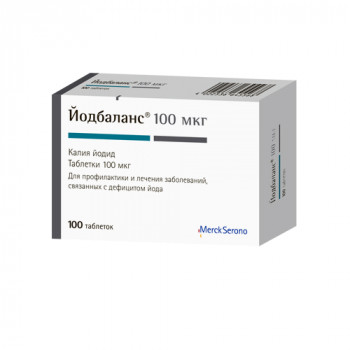 Йодбаланс® 100 мкг
Калия йодид
Таблетки 100 мкг
Для профилактики и лечения заболеваний,
связанных с дефицитом йода
100 таблеток
MerckSerono